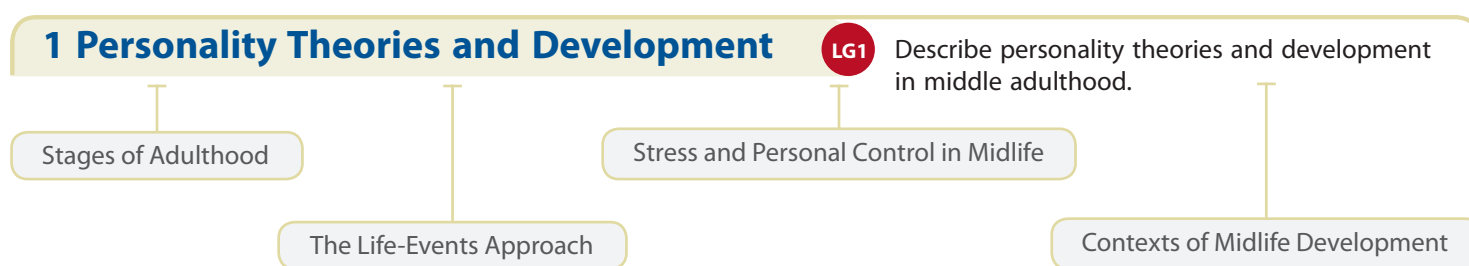 1 Personality Theories and Development
LG1
Describe personality theories and development
in middle adulthood.
Stages of Adulthood
The Life-Events Approach
Stress and Personal Control in Midlife
Contexts of Midlife Development